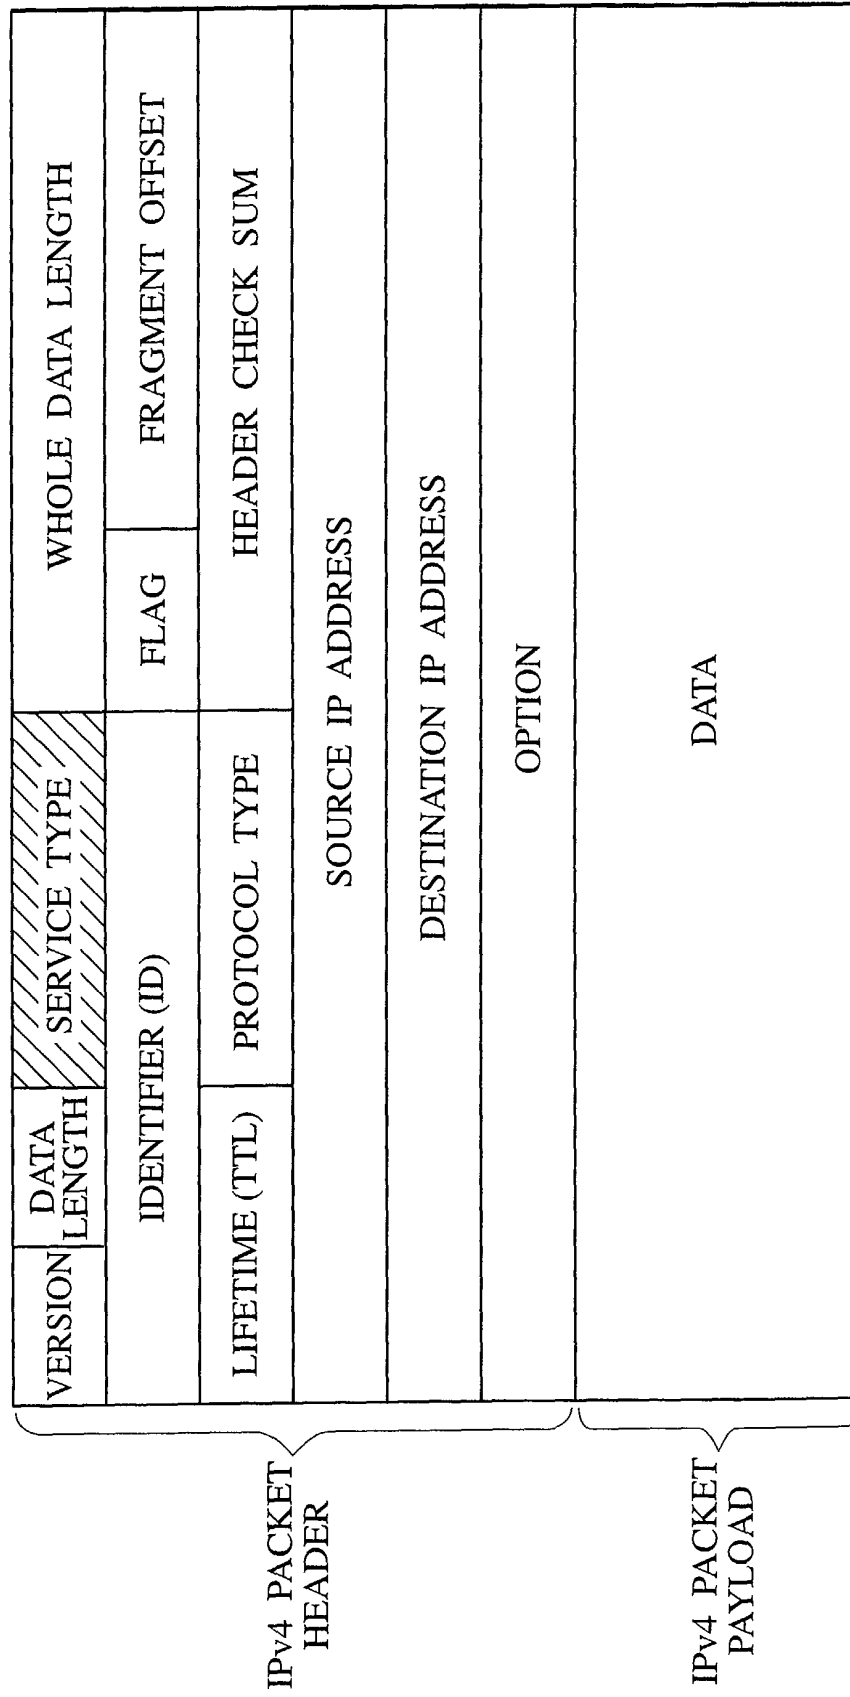 VERSION
DATA
LENGTH
SERVICE TYPE
WHOLE DATA LENGTH
IDENTIFIER (ID)
FLAG
FRAGMENT OFFSET
LIFETIME (TTL)
PROTOCOL TYPE
HEADER CHECK SUM
SOURCE IP ADDRESS
DESTINATION IP ADDRESS
OPTION
DATA
IPv4 PACKET
HEADER
IPv4 PACKET
PAYLOAD